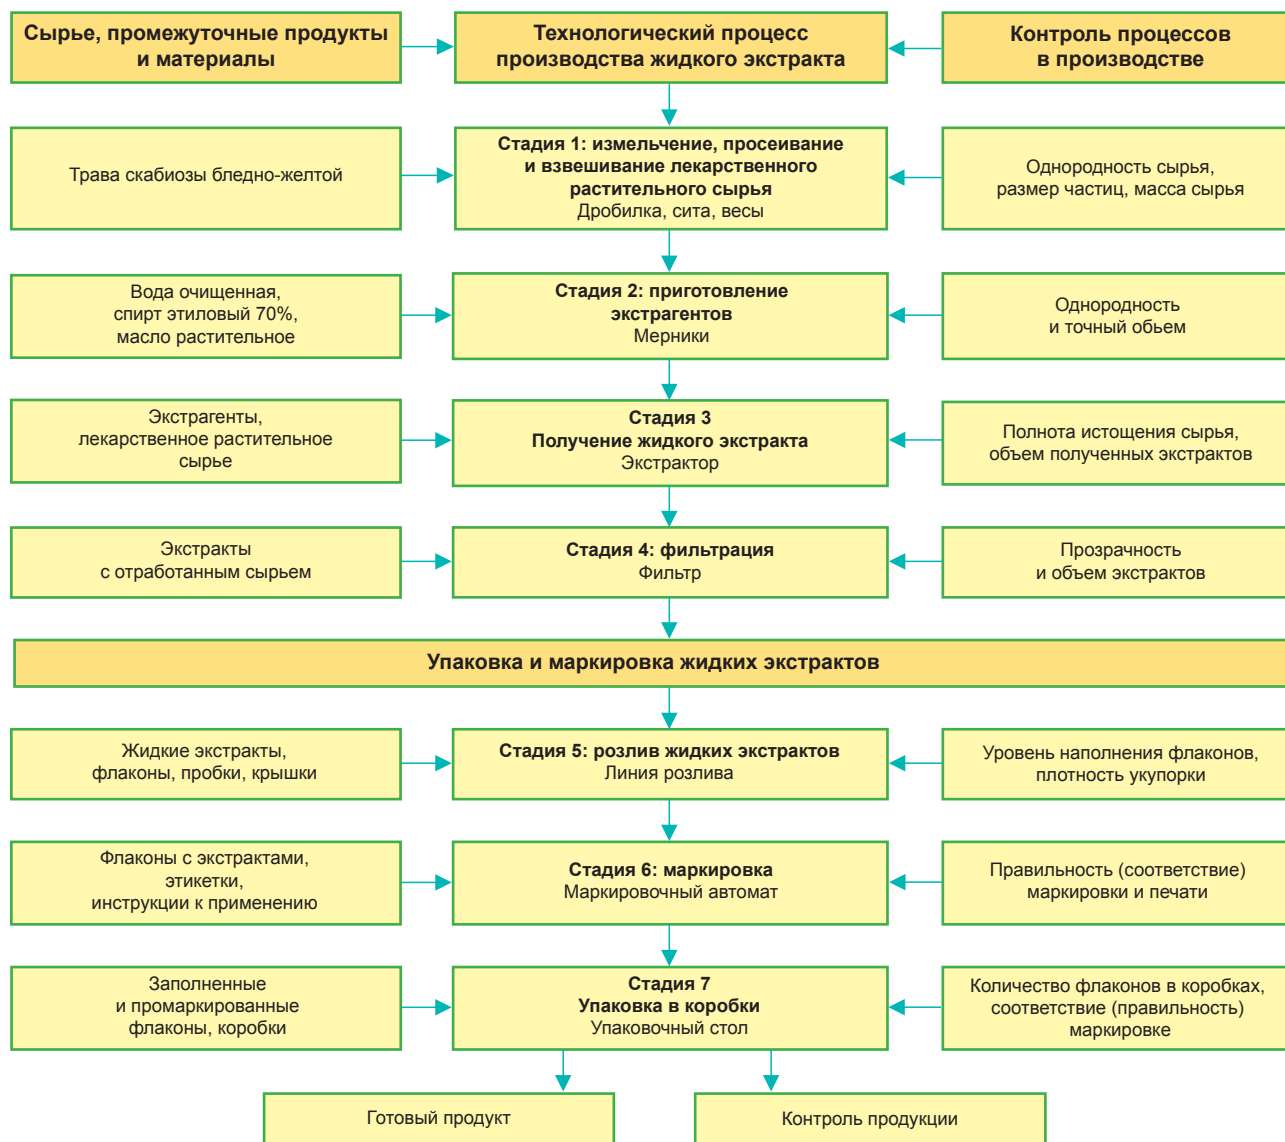 Сырье, промежуточные продукты
и материалы
Технологический процесс
производства жидкого экстракта
Контроль процессов
в производстве
Трава скабиозы бледно-желтой
Стадия 1: измельчение, просеивание
и взвешивание лекарственного
растительного сырья
Дробилка, сита, весы
Однородность сырья,
размер частиц, масса сырья
Вода очищенная,
спирт этиловый 70%,
масло растительное
Стадия 2: приготовление
экстрагентов
Мерники
Однородность
и точный обьем
Экстрагенты,
лекарственное растительное
сырье
Стадия 3
Получение жидкого экстракта
Экстрактор
Полнота истощения сырья,
объем полученных экстрактов
Экстракты
с отработанным сырьем
Стадия 4: фильтрация
Фильтр
Прозрачность
и объем экстрактов
Упаковка и маркировка жидких экстрактов
Жидкие экстракты,
флаконы, пробки, крышки
Стадия 5: розлив жидких экстрактов
Линия розлива
Уровень наполнения флаконов,
плотность укупорки
Флаконы с экстрактами,
этикетки,
инструкции к применению
Стадия 6: маркировка
Маркировочный автомат
Правильность (соответствие)
маркировки и печати
Заполненные
и промаркированные
флаконы, коробки
Стадия 7
Упаковка в коробки
Упаковочный стол
Количество флаконов в коробках,
соответствие (правильность)
маркировке
Готовый продукт
Контроль продукции